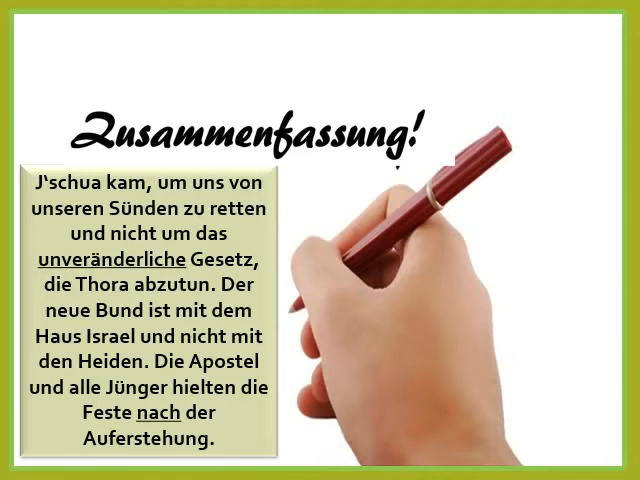 Zusammenfassung!
J‘schua kam, um uns von
unseren Sünden zu retten
und nicht um das
unveränderliche Gesetz,
die Thora abzutun. Der
neue Bund ist mit dem
Haus Israel und nicht mit
den Heiden. Die Apostel
und alle Jünger hielten die
Feste nach der
Auferstehung.